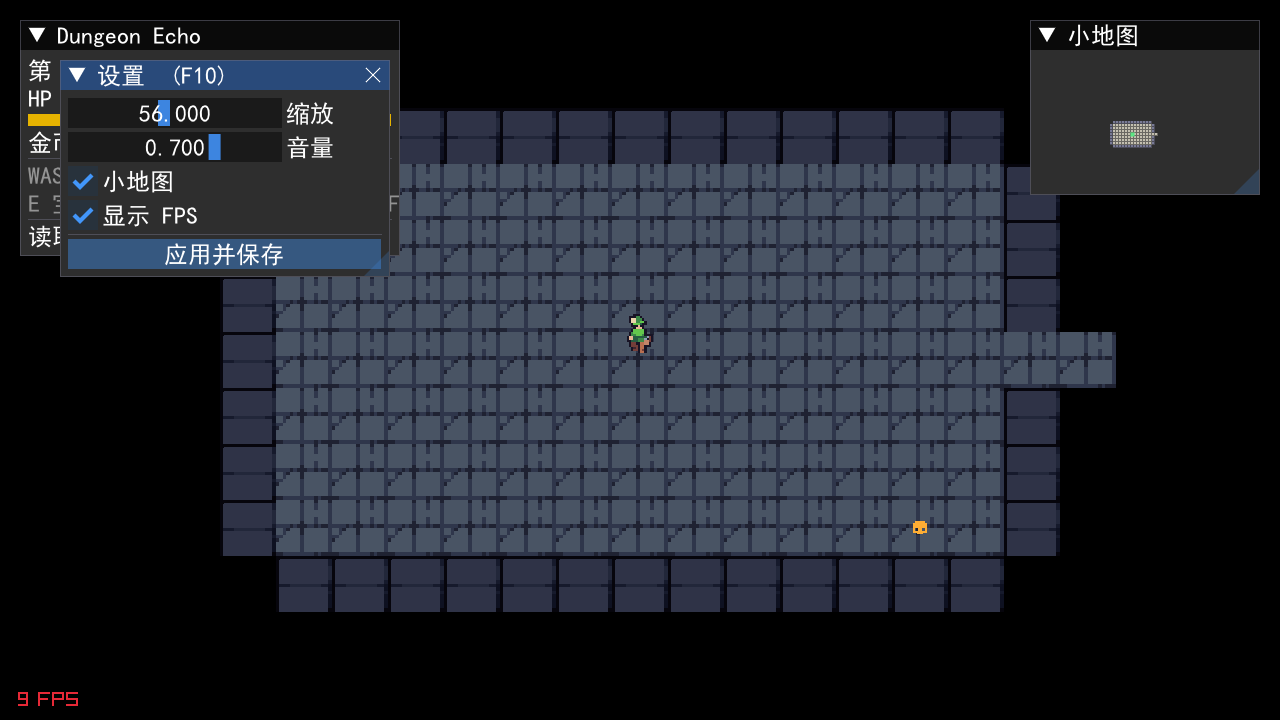 Dungeon Echo
第
HP
金
WAS
E
F
读
设置 (F10)
56.000 缩放
0.700 音量
小地图
显示 FPS
应用并保存
小地图
9 FPS